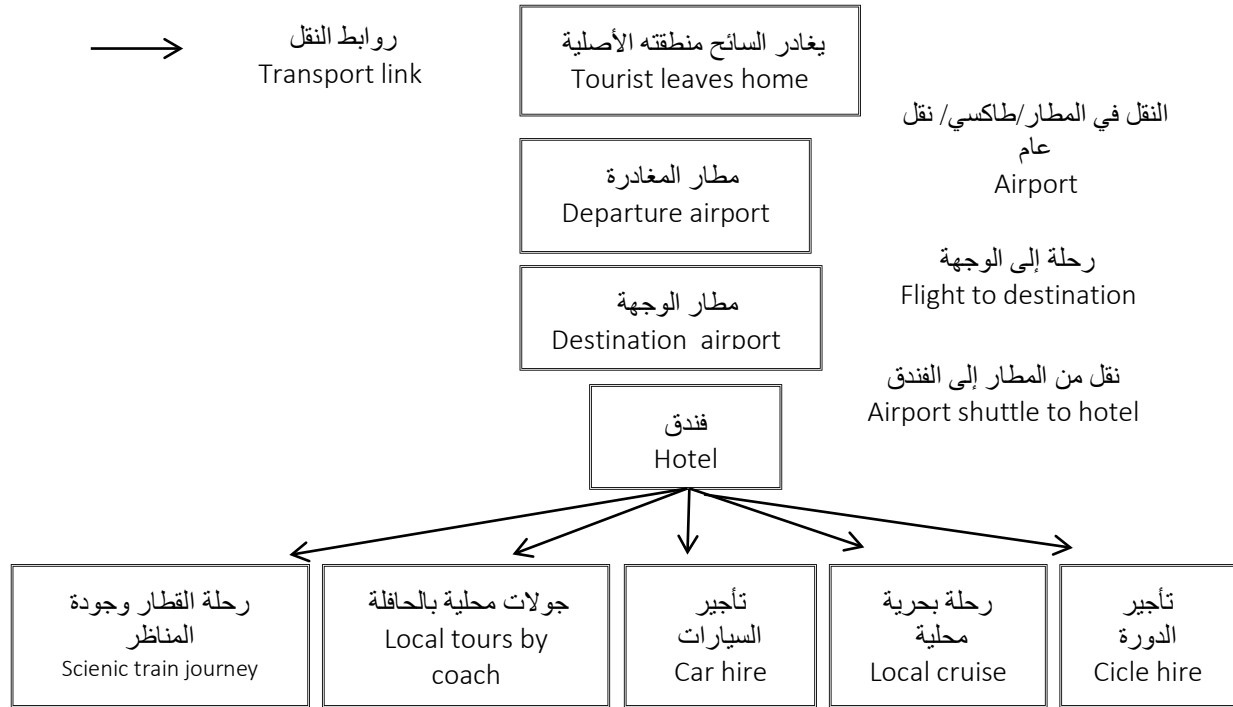 روابط النقل
Transport link
يغادر السائح منطقته الأصلية
Tourist leaves home
النقل في المطار/طاكسي/ نقل
عام
Airport
مطار المغادرة
Departure airport
رحلة إلى الوجهة
Flight to destination
مطار الوجهة
Destination airport
نقل من المطار إلى الفندق
Airport shuttle to hotel
فندق
Hotel
رحلة القطار وجودة
المناظر
Scienic train journey
جولات محلية بالحافلة
Local tours by
coach
تأجير
السيارات
Car hire
رحلة بحرية
محلية
Local cruise
تأجير
الدورة
Cicle hire